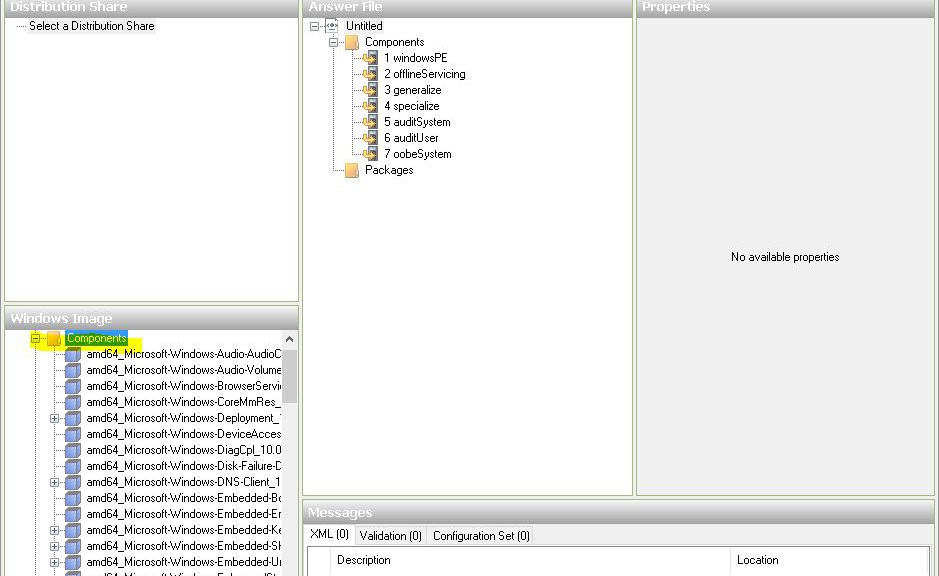 Distribution Share
Select a Distribution Share
Answer File
Untitled
Components
1 windowsPE
2 offlineServicing
3 generalize
4 specialize
5 auditSystem
6 auditUser
7 oobeSystem
Packages
Properties
No available properties
Windows Image
Components
amd64_Microsoft-Windows-Audio-AudioC
amd64_Microsoft-Windows-Audio-Volume
amd64_Microsoft-Windows-BrowserServi
amd64_Microsoft-Windows-CoreMmRes_
amd64_Microsoft-Windows-Deployment_
amd64_Microsoft-Windows-DeviceAcces
amd64_Microsoft-Windows-DiagCpl_10.0
amd64_Microsoft-Windows-Disk-Failure-D
amd64_Microsoft-Windows-DNS-Client_1
amd64_Microsoft-Windows-Embedded-Bo
amd64_Microsoft-Windows-Embedded-Er
amd64_Microsoft-Windows-Embedded-Ke
amd64_Microsoft-Windows-Embedded-Sh
amd64_Microsoft-Windows-Embedded-Ur
Messages
XML (0)
Validation (0)
Configuration Set (0)
Description
Location